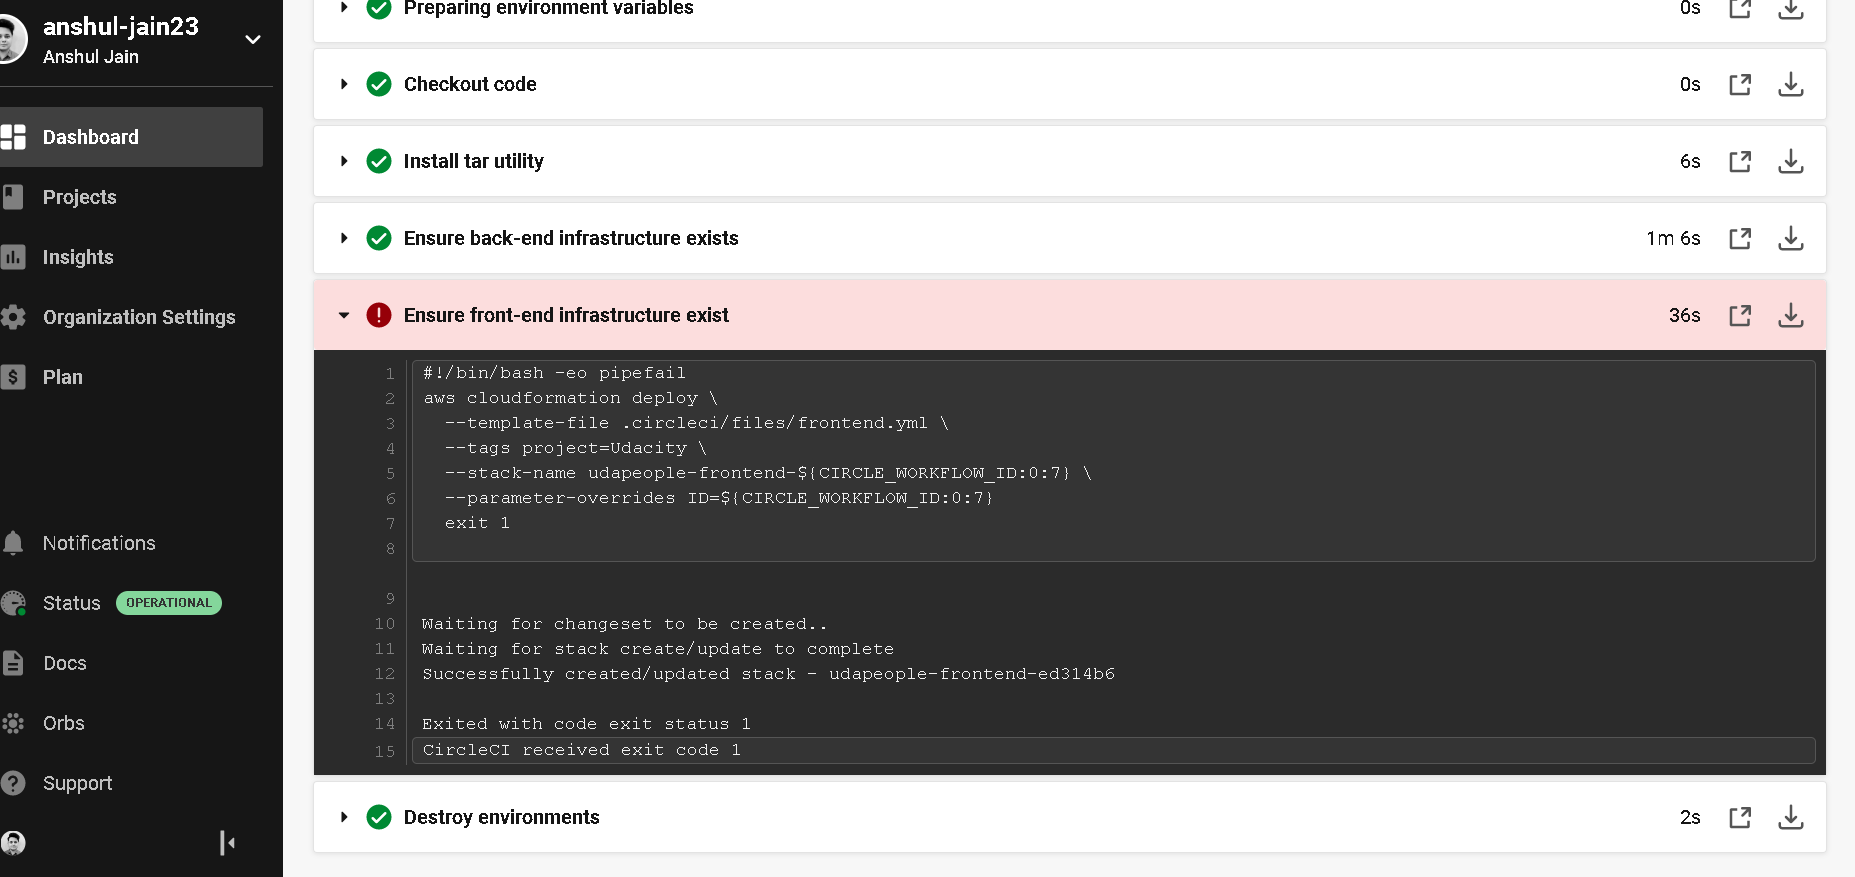 anshul-jain23
Anshul Jain
Dashboard
Projects
Insights
Organization Settings
Plan
Notifications
Status OPERATIONAL
Docs
Orbs
Support
Preparing environment variables 0s
Checkout code 0s
Install tar utility 6s
Ensure back-end infrastructure exists 1m 6s
Ensure front-end infrastructure exist 36s
1 #!/bin/bash -eo pipefail
2 aws cloudformation deploy \
3 --template-file .circleci/files/frontend.yml \
4 --tags project=Udacity \
5 --stack-name udapeople-frontend-${CIRCLE_WORKFLOW_ID:0:7} \
6 --parameter-overrides ID=${CIRCLE_WORKFLOW_ID:0:7}
7 exit 1
8
9
10 Waiting for changeset to be created..
11 Waiting for stack create/update to complete
12 Successfully created/updated stack - udapeople-frontend-ed314b6
13
14 Exited with code exit status 1
15 CircleCI received exit code 1
Destroy environments 2s